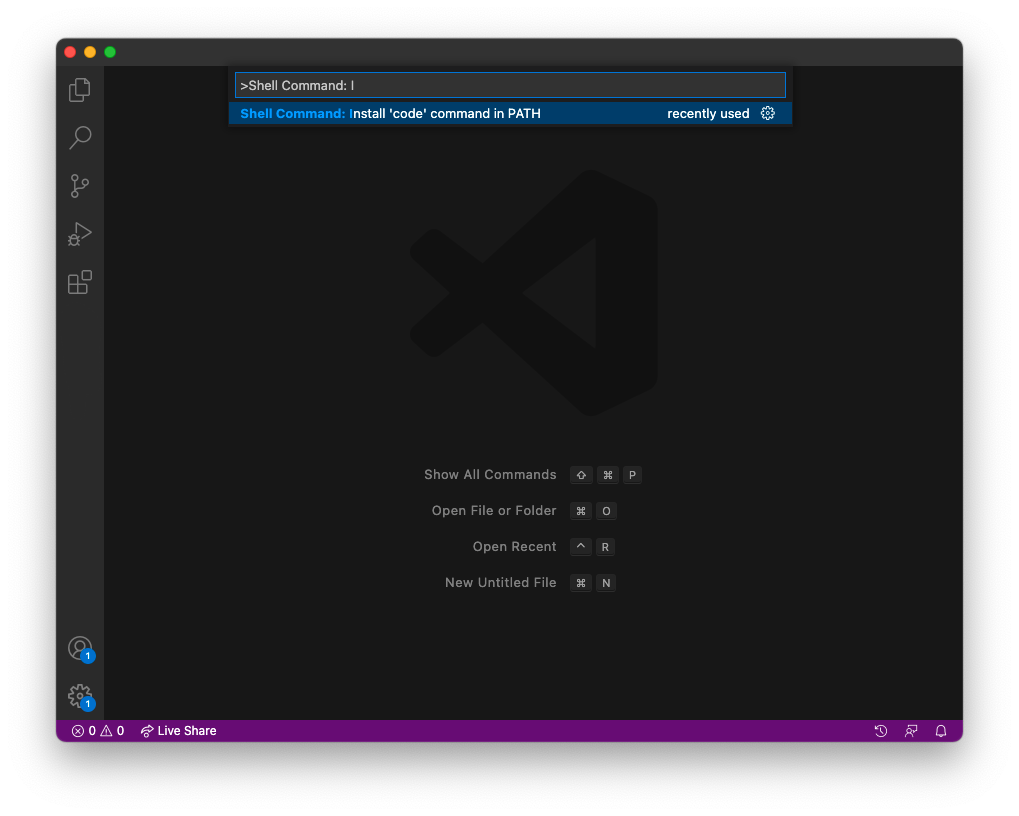 >Shell Command: I
Shell Command: Install 'code' command in PATH recently used
Show All Commands ⇧ ⌘ P
Open File or Folder ⌘ O
Open Recent ^ R
New Untitled File ⌘ N
1
1
0 0 Live Share